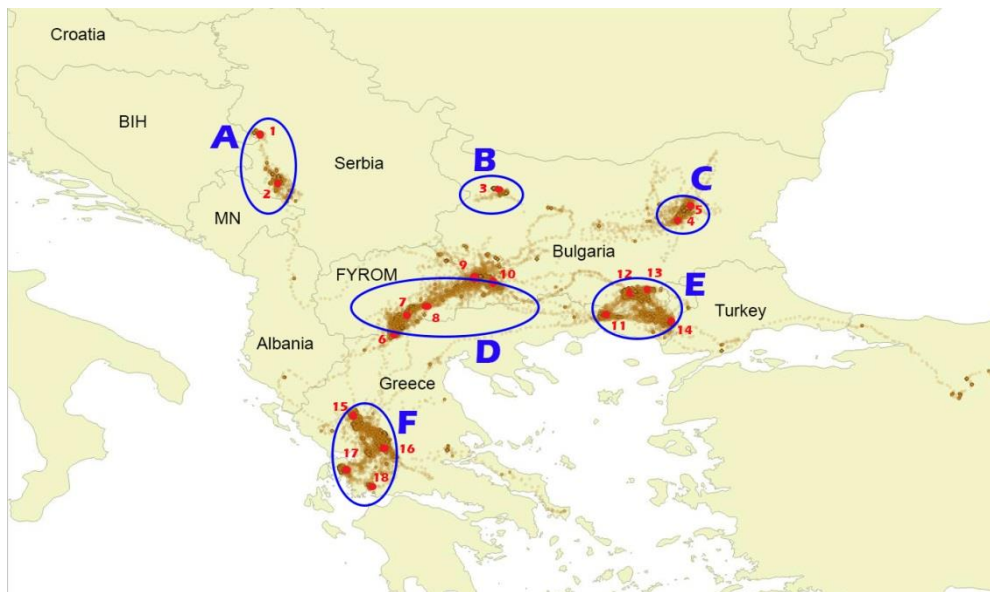 Croatia
BIH
A
1
Serbia
2
MN
B
3
C
5
4
Bulgaria
FYROM
9
10
7
8
6
D
12
13
E
11
14
Turkey
Albania
Greece
15
F
16
17
18